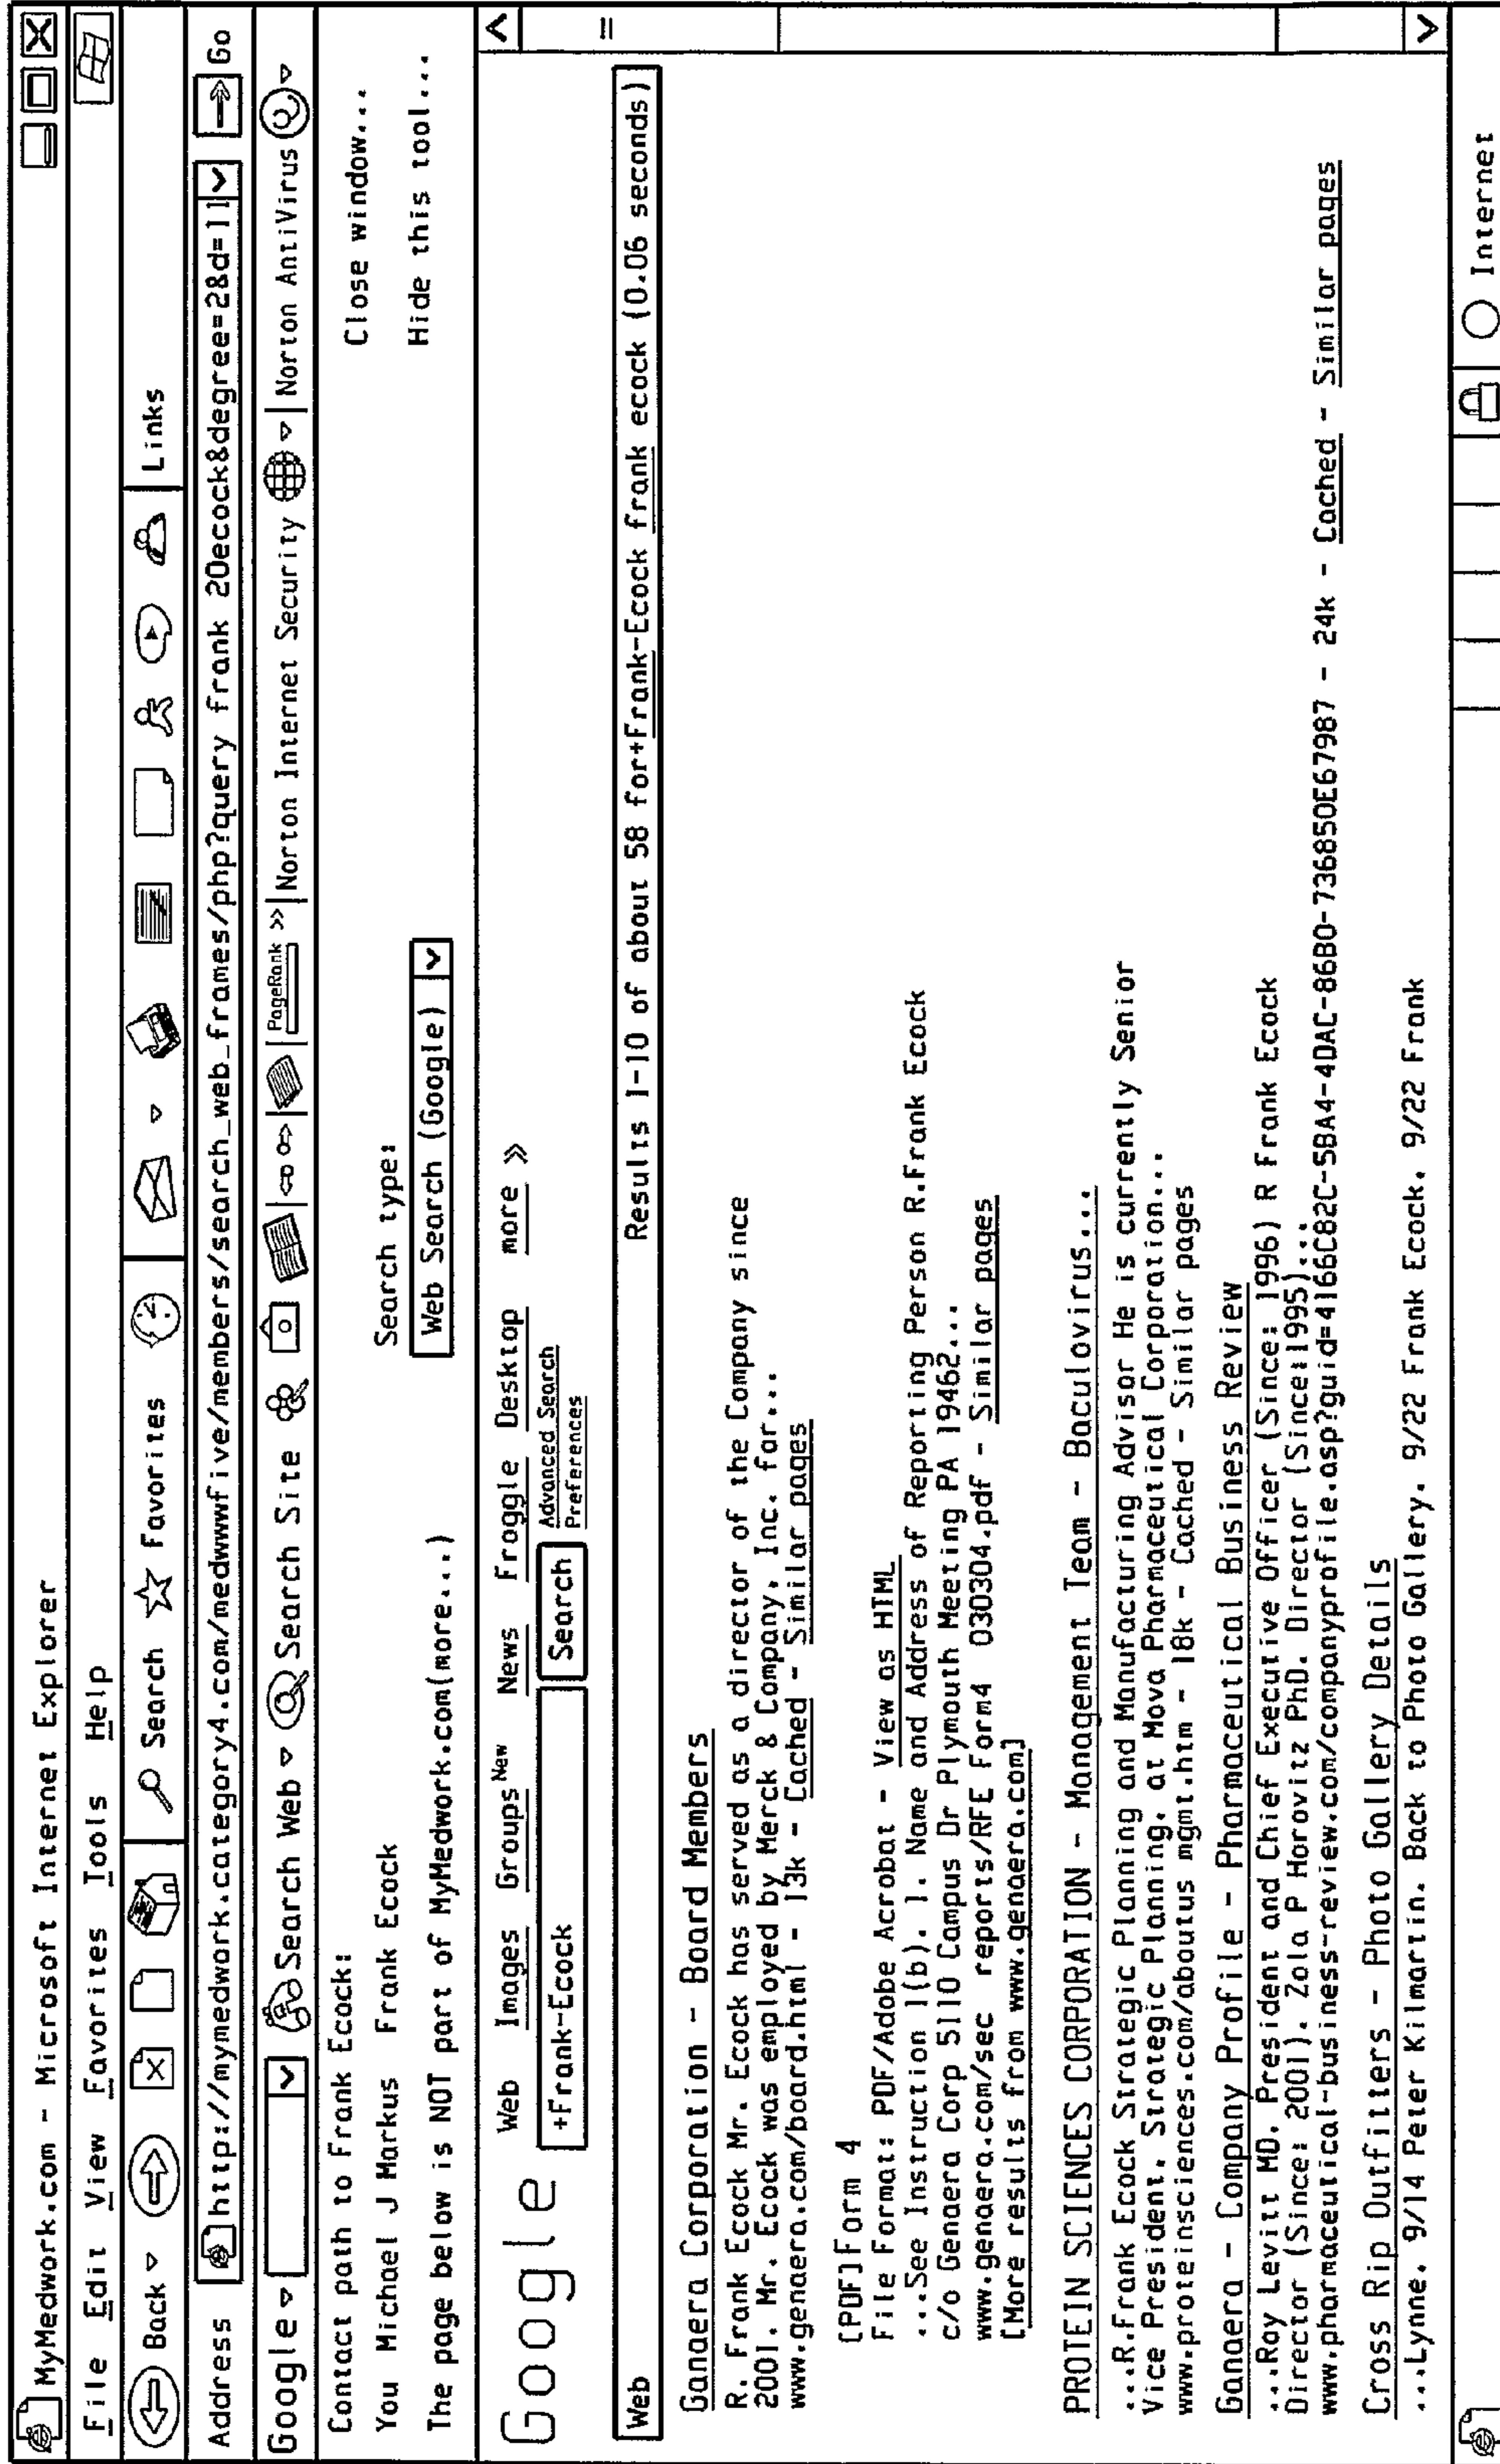 MyMedwork.com - Microsoft Internet Explorer
File Edit View Favorites Tools Help
Back Search Favorites Links
Address http://mymedwork.category4.com/medwwwfive/members/search_web_frames/php?query frank 20ecock&degree=2&d=11 Go
Google Search Web Search Site PageRank >> Norton Internet Security Norton AntiVirus
Contact path to Frank Ecock:
Close window...
You Michael J Markus Frank Ecock
Search type:
Hide this tool...
The page below is NOT part of MyMedwork.com(more...)
Web Search (Google)
Google
Web Images Groups New News Froggle Desktop more >>
+Frank-Ecock Search Advanced Search
Preferences
Web Results 1-10 of about 58 for+Frank-Ecock frank ecock (0.06 seconds)
Ganaera Corporation - Board Members
R. Frank Ecock Mr. Ecock has served as a director of the Company since
2001. Mr. Ecock was employed by Merck & Company, Inc. far...
www.genaera.com/board.html - 13k - Cached - Similar pages
[PDF]Form 4
File Format: PDF/Adobe Acrobat - View as HTML
...See Instruction 1(b). 1. Name and Address of Reporting Person R.Frank Ecock
c/o Genaera Corp 5110 Campus Dr Plymouth Meeting PA 19462...
www.genaera.com/sec reports/RFE Form4 030304.pdf - Similar pages
[More results from www.genaera.com]
PROTEIN SCIENCES CORPORATION - Management Team - Baculovirus...
...R.Frank Ecock Strategic Planning and Manufacturing Advisor He is currently Senior
Vice President, Strategic Planning, at Mova Pharmaceutical Corporation...
www.proteinsciences.com/aboutus mgmt.htm - 18k - Cached - Similar pages
Ganaera - Company Profile - Pharmaceutical Business Review
...Roy Levitt MD, President and Chief Executive Officer (Since: 1996) R Frank Ecock
Director (Since: 2001). Zola P Horovitz PhD. Director (Since:1995)...
www.pharmaceutical-business-review.com/companyprofile.asp?guid=4166C82C-5BA4-4DAC-86B0-736850E67987 - 24k - Cached - Similar pages
Cross Rip Outfitters - Photo Gallery Details
...Lynne. 9/14 Peter Kilmartin. Back to Photo Gallery. 9/22 Frank Ecock. 9/22 Frank
Internet